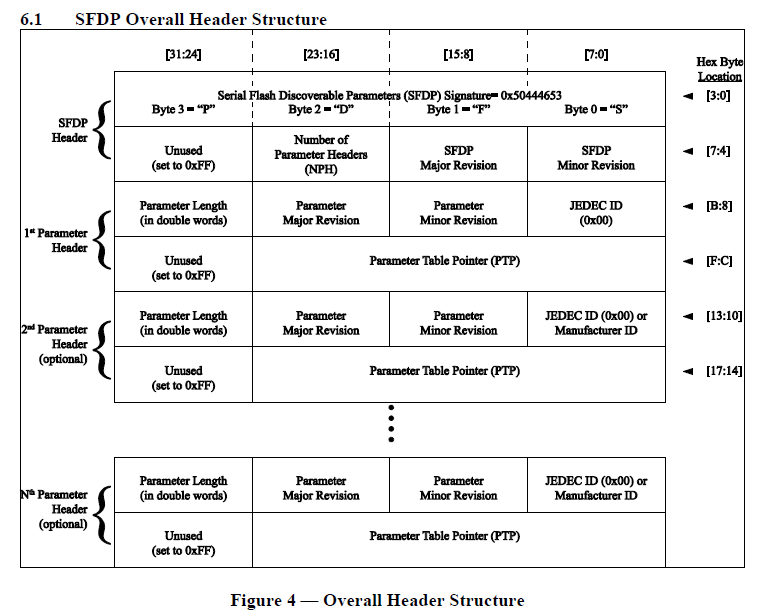 6.1 SFDP Overall Header Structure
[31:24] [23:16] [15:8] [7:0]
Hex Byte
Location
Serial Flash Discoverable Parameters (SFDP) Signature= 0x50444653
Byte 3 = “P” Byte 2 = “D” Byte 1 = “F” Byte 0 = “S”
[3:0]
SFDP
Header
Unused
(set to 0xFF)
Number of
Parameter Headers
(NPH)
SFDP
Major Revision
SFDP
Minor Revision
[7:4]
1st Parameter
Header
Parameter Length
(in double words)
Parameter
Major Revision
Parameter
Minor Revision
JEDEC ID
(0x00)
[B:8]
Unused
(set to 0xFF)
Parameter Table Pointer (PTP)
[F:C]
2nd Parameter
Header
(optional)
Parameter Length
(in double words)
Parameter
Major Revision
Parameter
Minor Revision
JEDEC ID (0x00) or
Manufacturer ID
[13:10]
Unused
(set to 0xFF)
Parameter Table Pointer (PTP)
[17:14]
Nth Parameter
Header
(optional)
Parameter Length
(in double words)
Parameter
Major Revision
Parameter
Minor Revision
JEDEC ID (0x00) or
Manufacturer ID
Unused
(set to 0xFF)
Parameter Table Pointer (PTP)
Figure 4 — Overall Header Structure